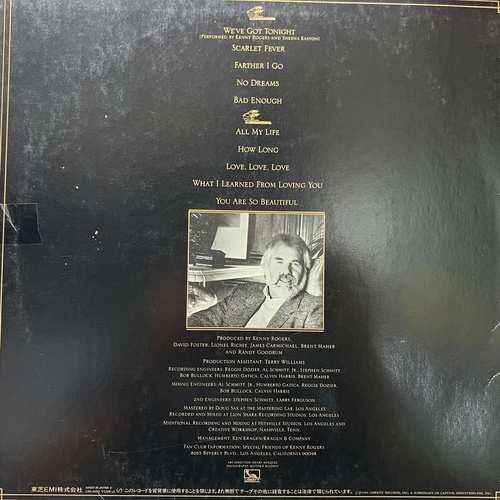 WE'VE GOT TONIGHT
(PERFORMED BY KENNY ROGERS AND SHEENA EASTON)
SCARLET FEVER
FARTHER I GO
NO DREAMS
BAD ENOUGH
ALL MY LIFE
HOW LONG
LOVE, LOVE, LOVE
WHAT I LEARNED FROM LOVING YOU
YOU ARE SO BEAUTIFUL
PRODUCED BY KENNY ROGERS,
DAVID FOSTER, LIONEL RICHIE, JAMES CARMICHAEL, BRENT MAHER
AND RANDY GOODRUM
PRODUCTION ASSISTANT: TERRY WILLIAMS
RECORDING ENGINEERS: REGGIE DOZIER, AL SCHMITT, JR., STEPHEN SCHMITT,
BOB BULLOCK, HUMBERTO GATICA, CALVIN HARRIS, BRENT MAHER
MIXING ENGINEERS: AL SCHMITT, JR., HUMBERTO GATICA, REGGIE DOZIER,
BOB BULLOCK, CALVIN HARRIS
2ND ENGINEERS: STEPHEN SCHMITT, LARRY FERGUSON
MASTERED BY DOUG SAX AT THE MASTERING LAB, LOS ANGELES
RECORDED AND MIXED AT LION SHARE RECORDING STUDIOS, LOS ANGELES
ADDITIONAL RECORDING AND MIXING AT HITSVILLE STUDIOS, LOS ANGELES AND
CREATIVE WORKSHOP, NASHVILLE, TENN.
MANAGEMENT: KEN KRAGEN/KRAGEN & COMPANY
FAN CLUB INFORMATION: SPECIAL FRIENDS OF KENNY ROGERS
8265 BEVERLY BLVD., LOS ANGELES, CALIFORNIA 90048
東芝EMI株式会社